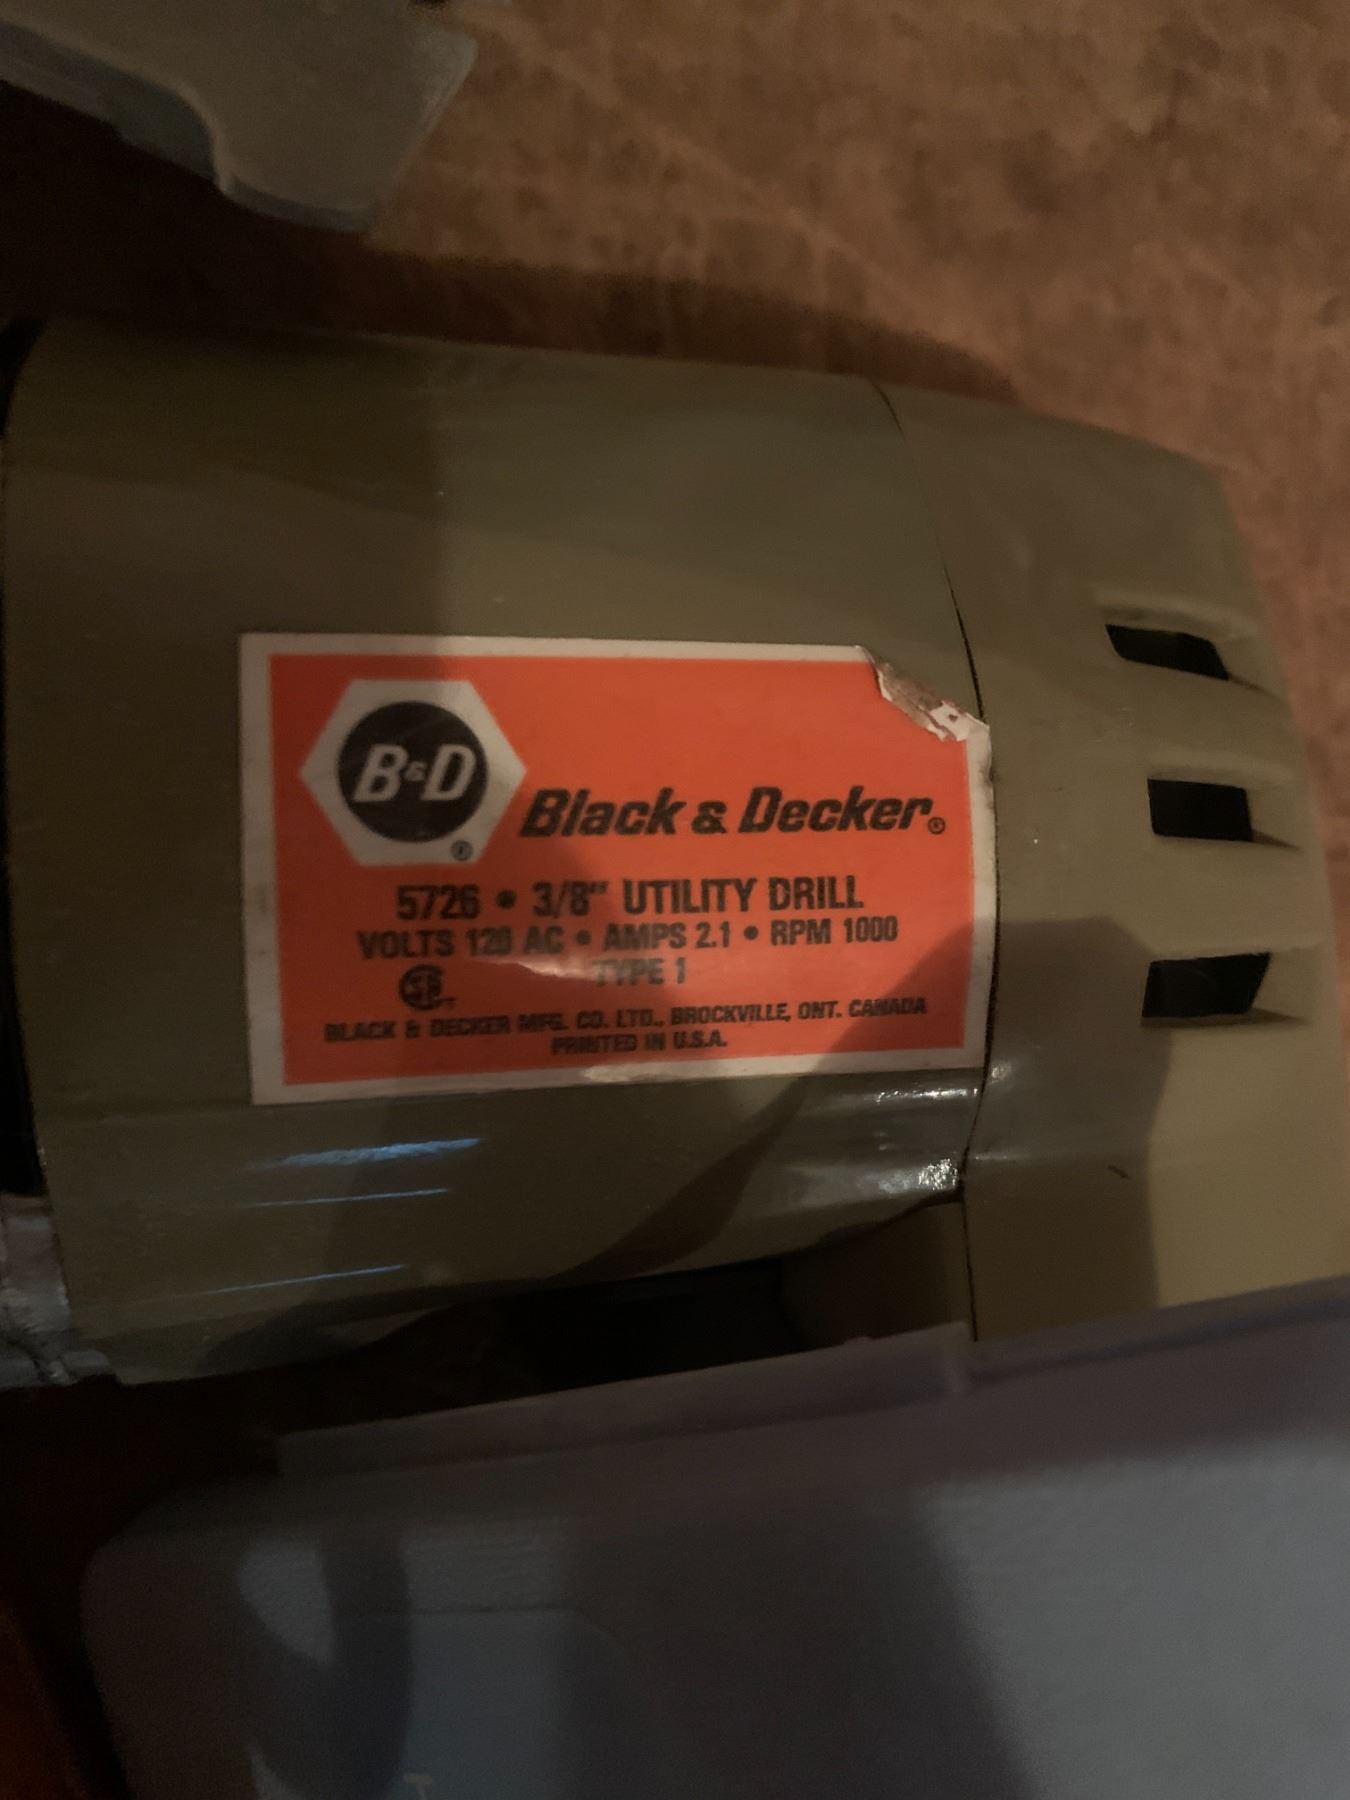 B&D ®
Black & Decker®
5726 • 3/8" UTILITY DRILL
VOLTS 120 AC • AMPS 2.1 • RPM 1000
TYPE 1
BLACK & DECKER MFG. CO. LTD., BROCKVILLE, ONT. CANADA
PRINTED IN U.S.A.